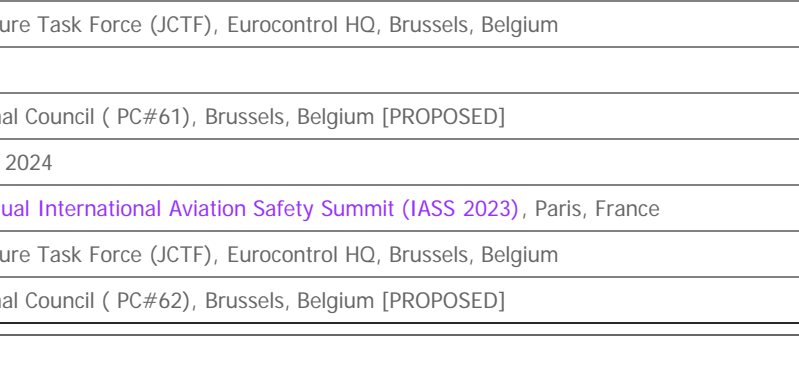 ure Task Force (JCTF), Eurocontrol HQ, Brussels, Belgium
nal Council ( PC#61), Brussels, Belgium [PROPOSED]
2024
ual International Aviation Safety Summit (IASS 2023), Paris, France
ure Task Force (JCTF), Eurocontrol HQ, Brussels, Belgium
nal Council ( PC#62), Brussels, Belgium [PROPOSED]